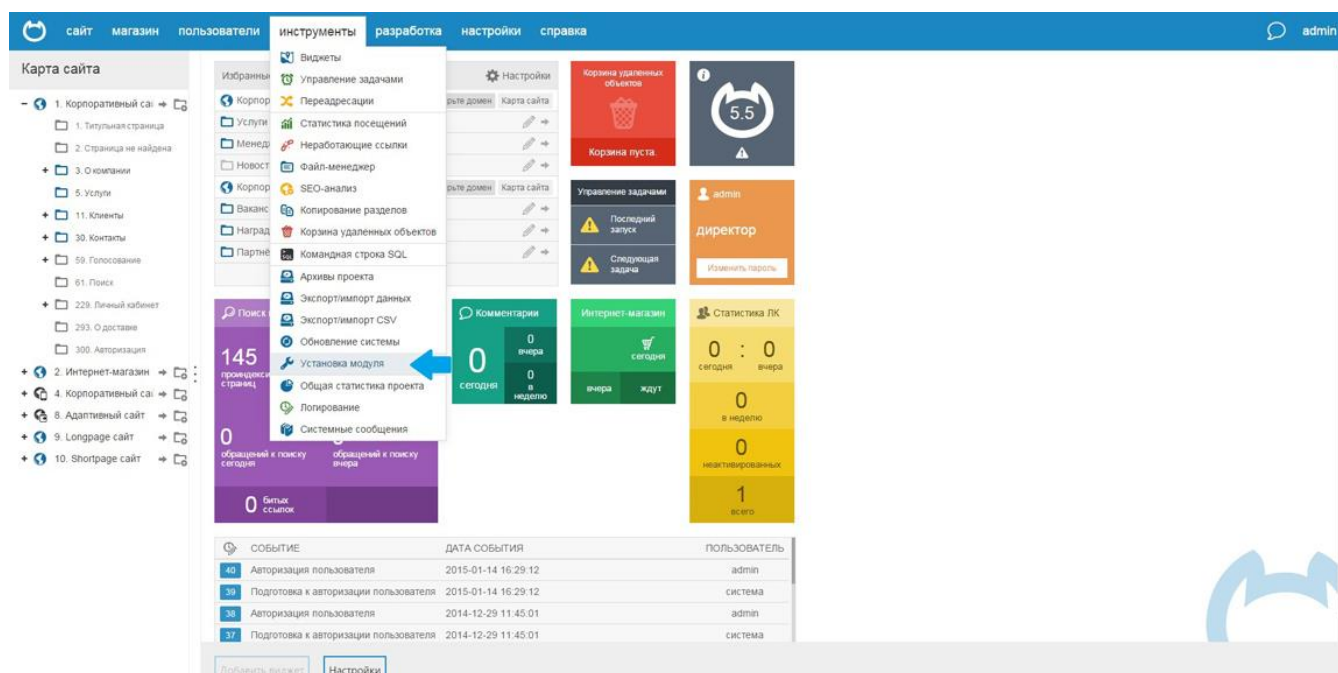 сайт магазин пользователи инструменты разработка настройки справка admin
Карта сайта
1. Корпоративный
1. Титульная страница
2. Страница не найдена
3. О компании
5. Услуги
11. Клиенты
30. Контакты
59. Голосование
61. Поиск
229. Личный кабинет
293. О доставке
300. Авторизация
2. Интернет-магазин
4. Корпоративный
8. Адаптивный сайт
9. Longpage сайт
10. Shortpage сайт
Виджеты
Управление задачами
Переадресации
Статистика посещений
Неработающие ссылки
Файл-менеджер
SEO-анализ
Копирование разделов
Корзина удаленных объектов
Командная строка SQL
Архивы проекта
Экспорт/импорт данных
Экспорт/импорт CSV
Обновление системы
Установка модуля
Общая статистика проекта
Логирование
Системные сообщения
Настройки
домен Карта сайта
Услуги
домен Карта сайта
Корзина удаленных
объектов
Корзина пуста.
5.5
Управление задачами
Последний
запуск
Следующая
задача
admin
директор
Изменить пароль
Поиск
145
страниц
0
обращений к поиску
сегодня
обращений к поиску
вчера
0 битых
ссылок
Комментарии
0
сегодня
0
вчера
0
в
неделю
Интернет-магазин
сегодня
вчера ждут
Статистика ЛК
0 : 0
сегодня вчера
0
в неделю
0
неактивированных
1
всего
СОБЫТИЕ ДАТА СОБЫТИЯ ПОЛЬЗОВАТЕЛЬ
40 Авторизация пользователя 2015-01-14 16:29:12 admin
39 Подготовка к авторизации пользователя 2015-01-14 16:29:12 система
38 Авторизация пользователя 2014-12-29 11:45:01 admin
37 Подготовка к авторизации пользователя 2014-12-29 11:45:01 система
Добавить виджет Настройки